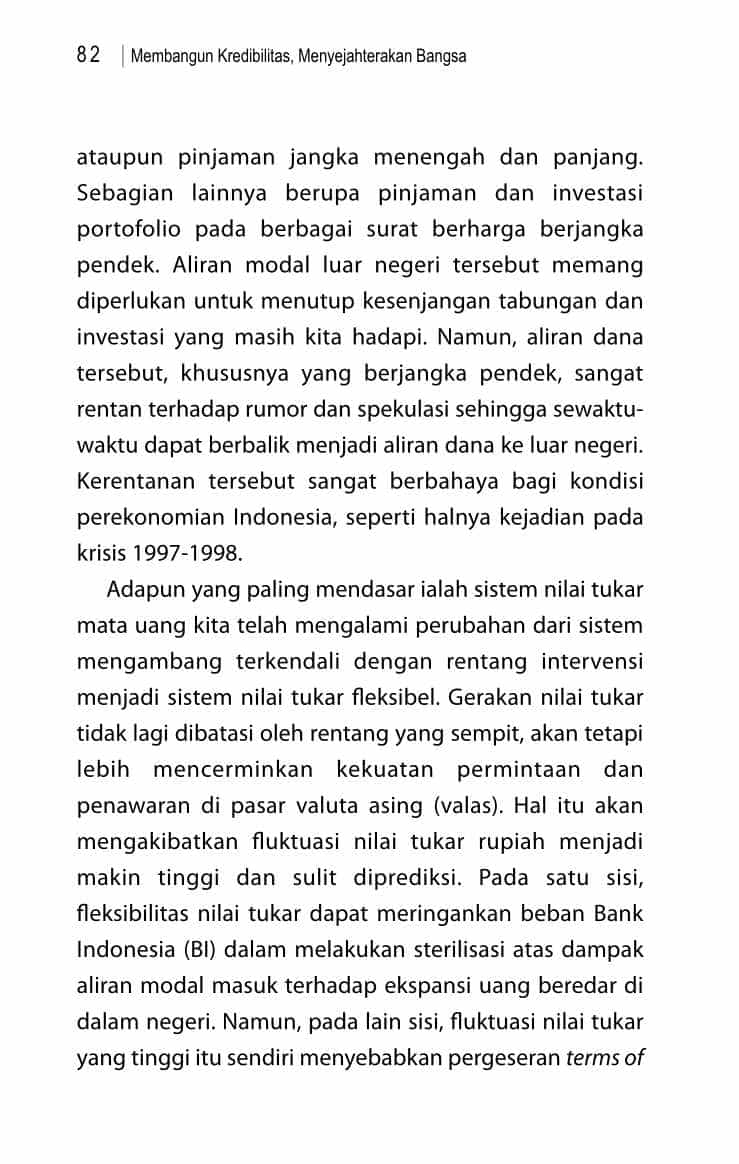 82 | Membangun Kredibilitas, Menyejahterakan Bangsa
ataupun pinjaman jangka menengah dan panjang.
Sebagian lainnya berupa pinjaman dan investasi
portofolio pada berbagai surat berharga berjangka
pendek. Aliran modal luar negeri tersebut memang
diperlukan untuk menutup kesenjangan tabungan dan
investasi yang masih kita hadapi. Namun, aliran dana
tersebut, khususnya yang berjangka pendek, sangat
rentan terhadap rumor dan spekulasi sehingga sewaktu-
waktu dapat berbalik menjadi aliran dana ke luar negeri.
Kerentanan tersebut sangat berbahaya bagi kondisi
perekonomian Indonesia, seperti halnya kejadian pada
krisis 1997-1998.
Adapun yang paling mendasar ialah sistem nilai tukar
mata uang kita telah mengalami perubahan dari sistem
mengambang terkendali dengan rentang intervensi
menjadi sistem nilai tukar fleksibel. Gerakan nilai tukar
tidak lagi dibatasi oleh rentang yang sempit, akan tetapi
lebih mencerminkan kekuatan permintaan dan
penawaran di pasar valuta asing (valas). Hal itu akan
mengakibatkan fluktuasi nilai tukar rupiah menjadi
makin tinggi dan sulit diprediksi. Pada satu sisi,
fleksibilitas nilai tukar dapat meringankan beban Bank
Indonesia (BI) dalam melakukan sterilisasi atas dampak
aliran modal masuk terhadap ekspansi uang beredar di
dalam negeri. Namun, pada lain sisi, fluktuasi nilai tukar
yang tinggi itu sendiri menyebabkan pergeseran terms of